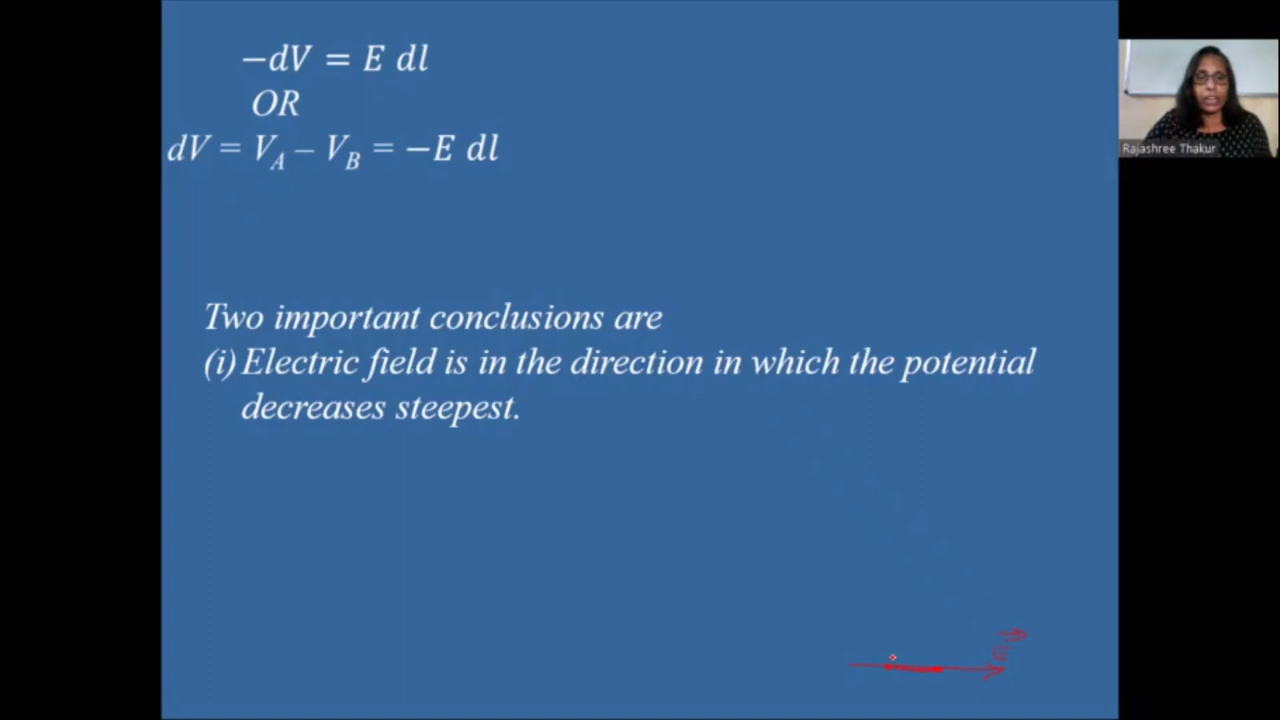 −dV = E dl
OR
dV = V_A – V_B = −E dl
Rajashree Thakur
Two important conclusions are
(i) Electric field is in the direction in which the potential
decreases steepest.
E